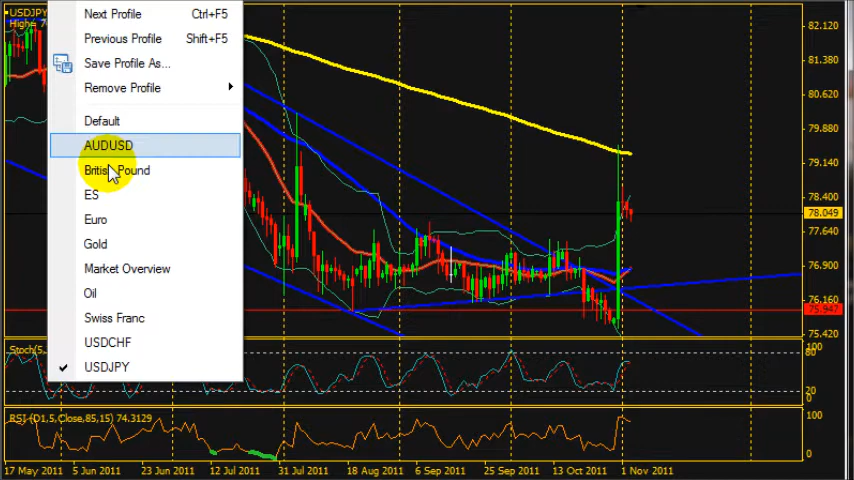 USDJPY
High= 7
Next Profile Ctrl+F5
Previous Profile Shift+F5
Save Profile As...
Remove Profile
Default
AUDUSD
British Pound
ES
Euro
Gold
Market Overview
Oil
Swiss Franc
USDCHF
USDJPY
82.120
81.380
80.620
79.880
79.140
78.400
78.049
77.640
76.900
76.160
75.947
75.420
Stoch(5,
80
20
0
RSI (D1,5,Close,85,15) 74.3129
100
0
17 May 2011
5 Jun 2011
23 Jun 2011
12 Jul 2011
31 Jul 2011
18 Aug 2011
6 Sep 2011
25 Sep 2011
13 Oct 2011
1 Nov 2011